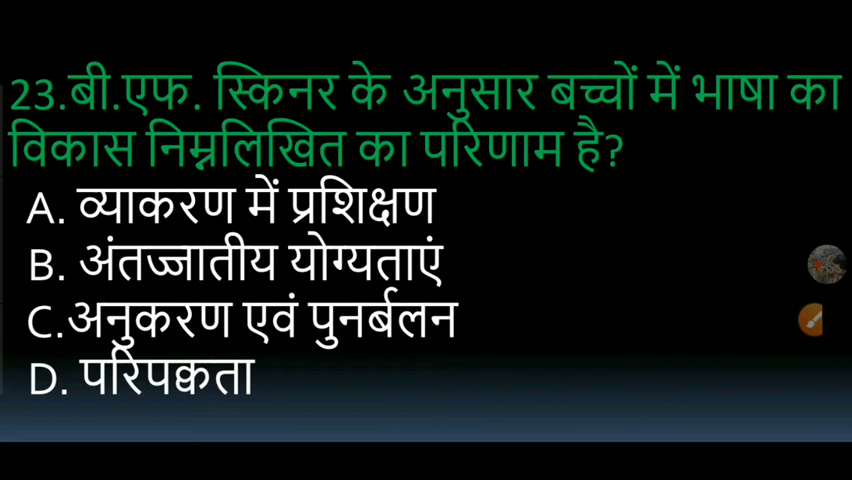 23.बी.एफ. स्किनर के अनुसार बच्चों में भाषा का
विकास निम्नलिखित का परिणाम है?
A. व्याकरण में प्रशिक्षण
B. अंतज्जातीय योग्यताएं
C.अनुकरण एवं पुनर्बलन
D. परिपक्वता